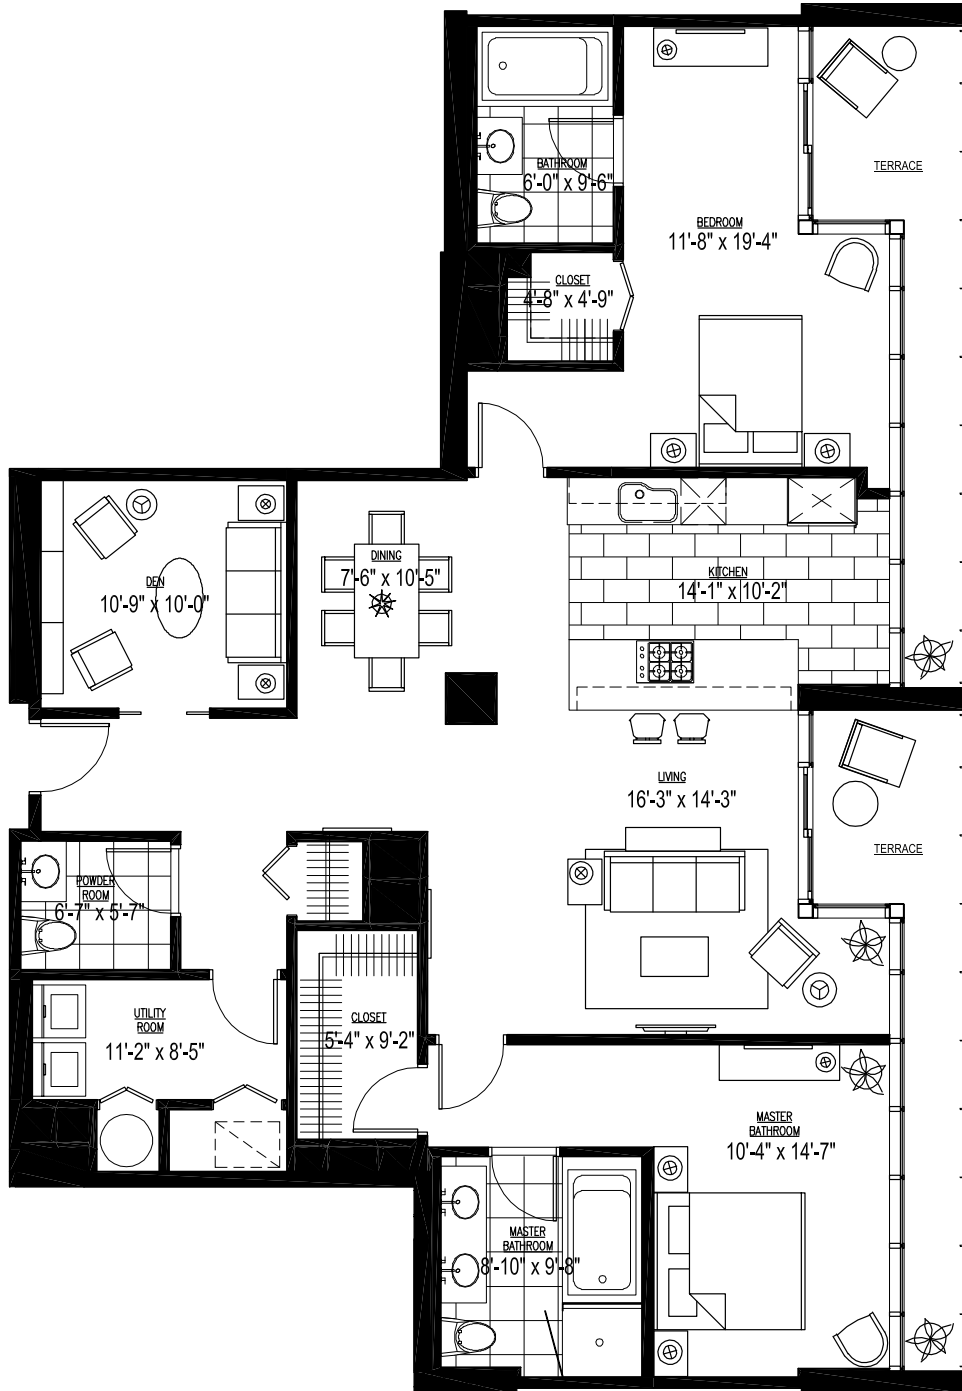 BATHROOM
6'-0" x 9'-6"
TERRACE
BEDROOM
11'-8" x 19'-4"
CLOSET
4'-8" x 4'-9"
DINING
7'-6" x 10'-5"
DEN
10'-9" x 10'-0"
KITCHEN
14'-1" x 10'-2"
LIVING
16'-3" x 14'-3"
TERRACE
POWDER
ROOM
6'-7" x 5'-7"
UTILITY
ROOM
11'-2" x 8'-5"
CLOSET
5'-4" x 9'-2"
MASTER
BATHROOM
10'-4" x 14'-7"
MASTER
BATHROOM
8'-10" x 9'-8"